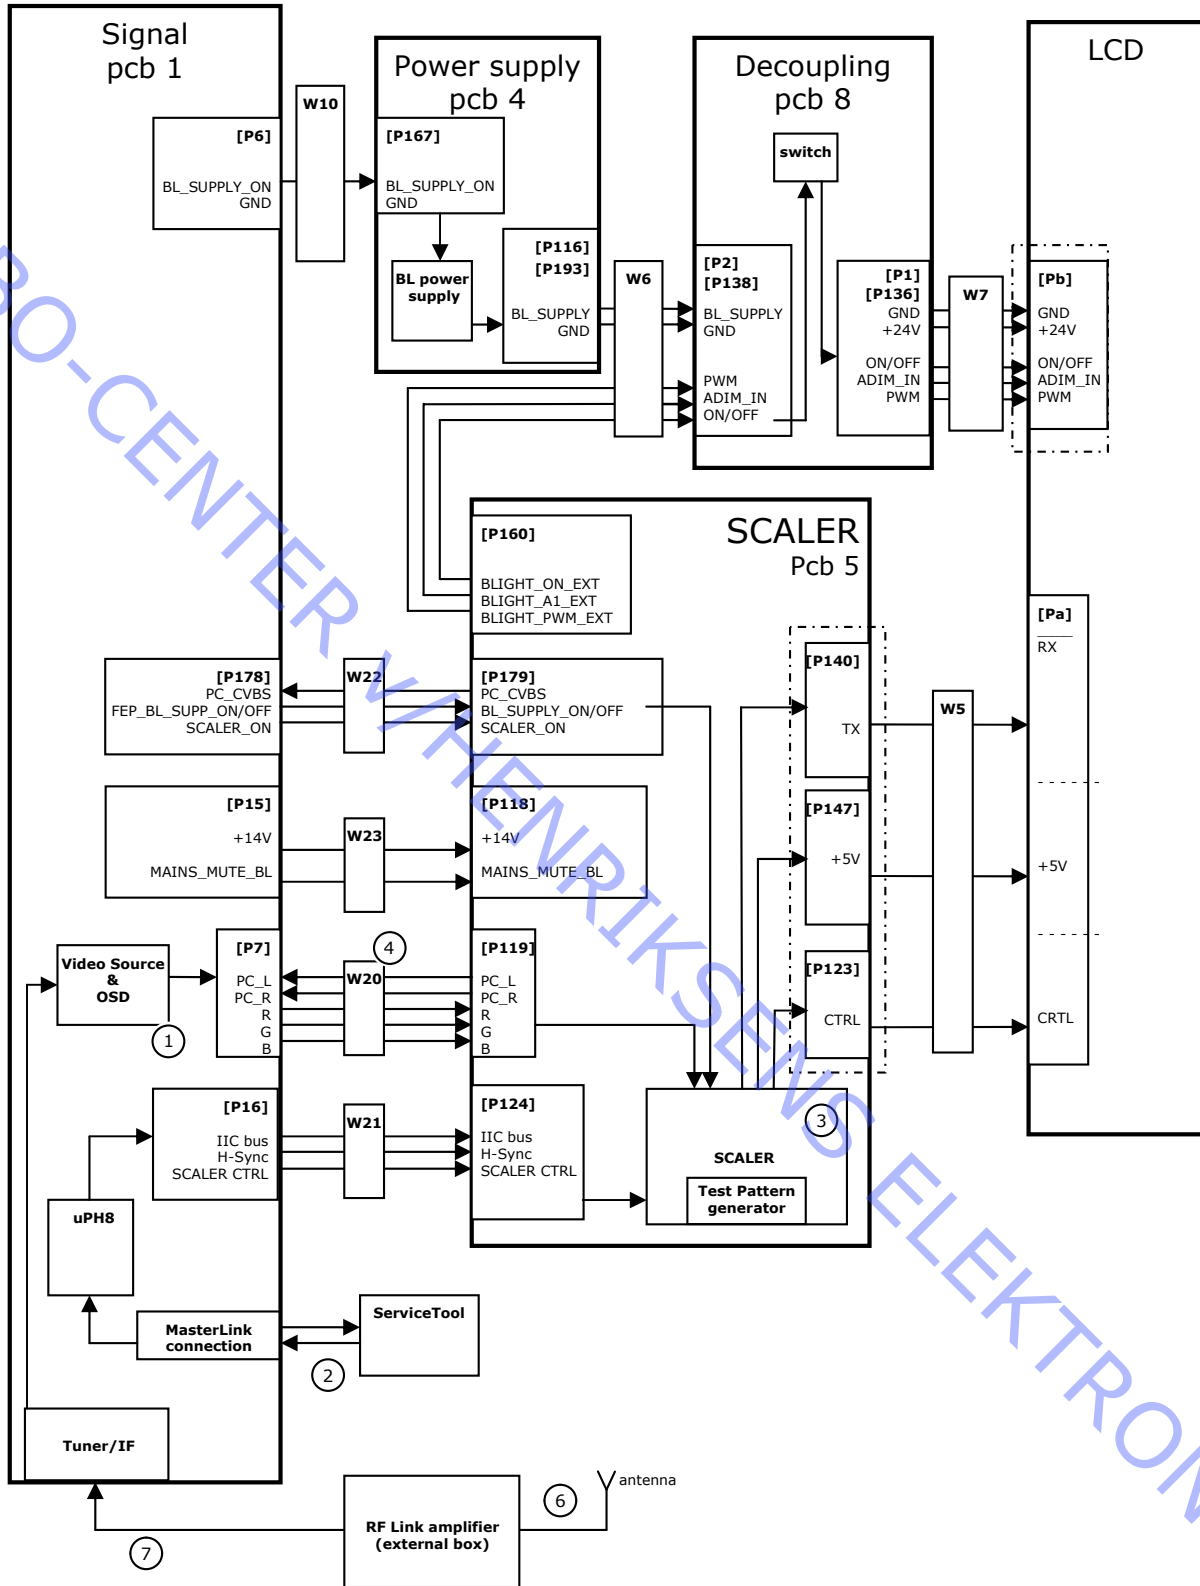 Signal
pcb 1
W10
[P6]
BL_SUPPLY_ON
GND
Power supply
pcb 4
[P167]
BL_SUPPLY_ON
GND
BL power
supply
[P116]
[P193]
BL_SUPPLY
GND
W6
Decoupling
pcb 8
switch
[P2]
[P138]
BL_SUPPLY
GND
PWM
ADIM_IN
ON/OFF
[P1]
[P136]
GND
+24V
ON/OFF
ADIM_IN
PWM
W7
LCD
[Pb]
GND
+24V
ON/OFF
ADIM_IN
PWM
SCALER
Pcb 5
[P160]
BLIGHT_ON_EXT
BLIGHT_A1_EXT
BLIGHT_PWM_EXT
[P178]
PC_CVBS
FEP_BL_SUPP_ON/OFF
SCALER_ON
W22
[P179]
PC_CVBS
BL_SUPPLY_ON/OFF
SCALER_ON
[P15]
+14V
MAINS_MUTE_BL
W23
[P118]
+14V
MAINS_MUTE_BL
Video Source
&
OSD
1
[P7]
PC_L
PC_R
R
G
B
4
W20
[P119]
PC_L
PC_R
R
G
B
[P16]
IIC bus
H-Sync
SCALER CTRL
W21
[P124]
IIC bus
H-Sync
SCALER CTRL
3
SCALER
Test Pattern
generator
[P140]
TX
[P147]
+5V
[P123]
CTRL
W5
[Pa]
RX
+5V
CRTL
uPH8
MasterLink
connection
2
ServiceTool
Tuner/IF
7
RF Link amplifier
(external box)
6
antenna
BO-CENTER v/HENRIKSENS ELEKTRON